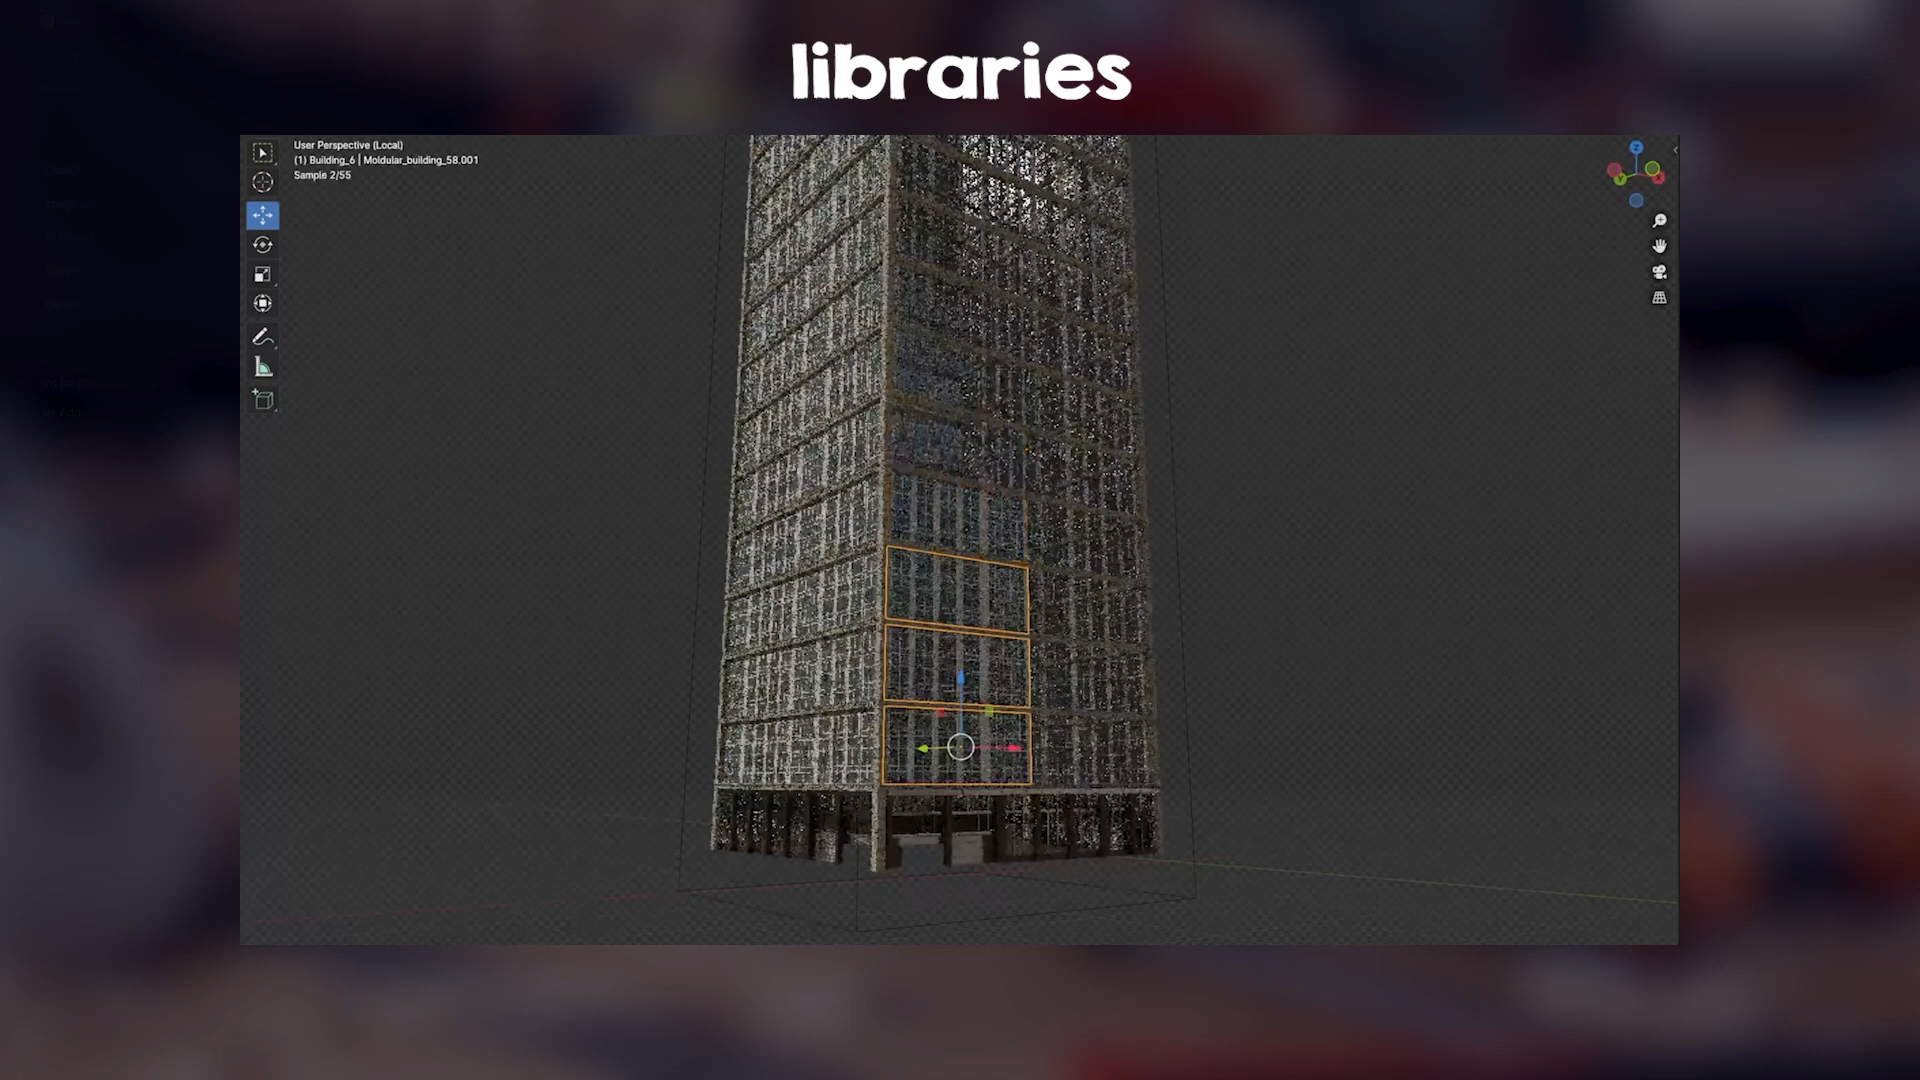 libraries
User Perspective (Local)
(1) Building_6 | Moldular_building_58.001
Sample 2/55
Z
Y
X